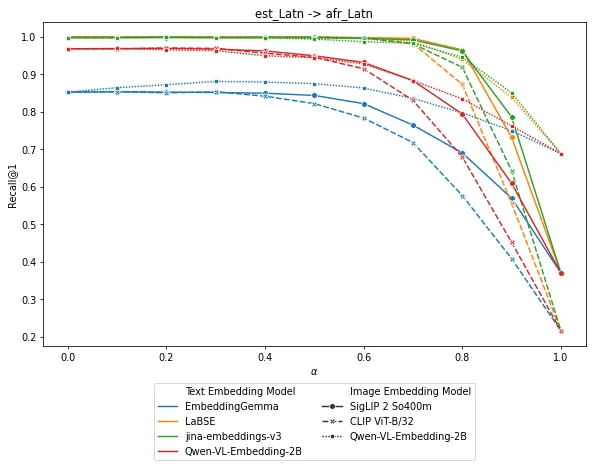 est_Latn -> afr_Latn
Recall@1
1.0
0.9
0.8
0.7
0.6
0.5
0.4
0.3
0.2
0.0 0.2 0.4 0.6 0.8 1.0
α
Text Embedding Model
EmbeddingGemma
LaBSE
jina-embeddings-v3
Qwen-VL-Embedding-2B
Image Embedding Model
SigLIP 2 So400m
CLIP ViT-B/32
Qwen-VL-Embedding-2B